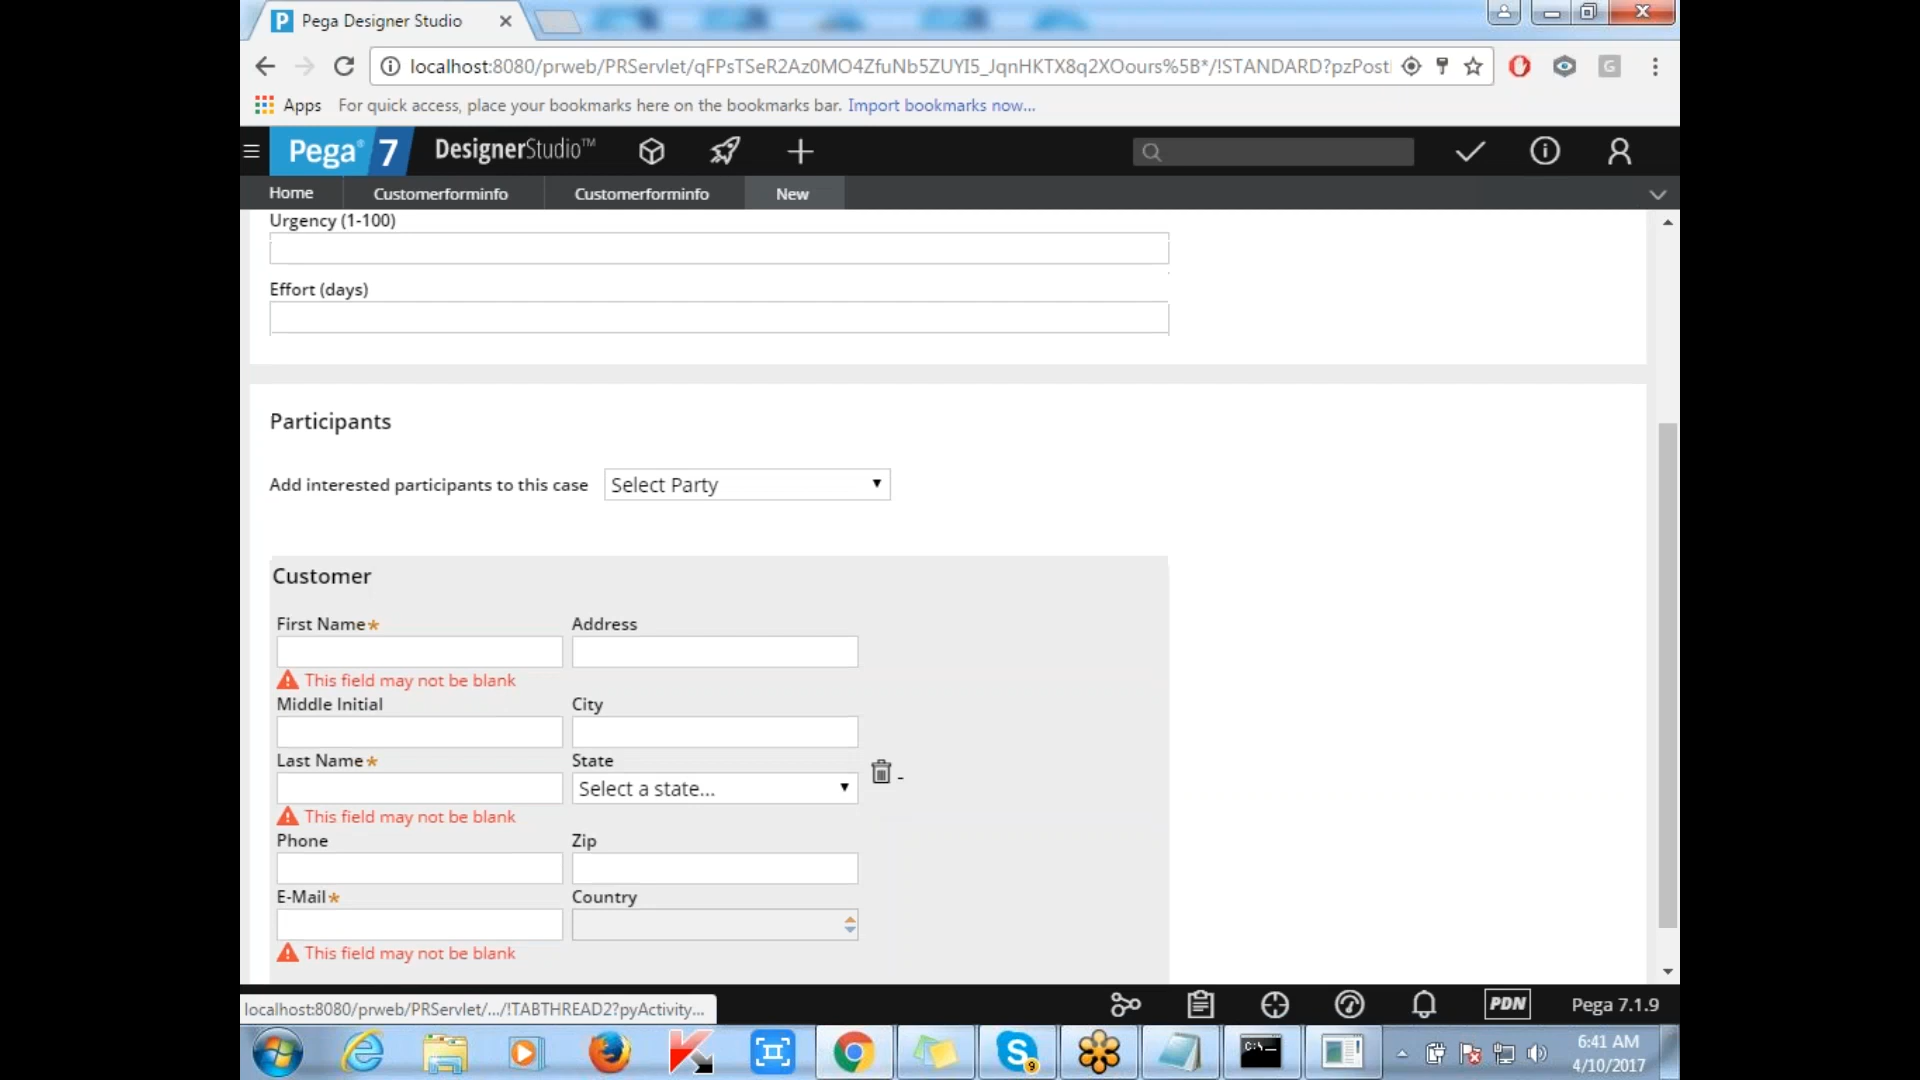 Pega Designer Studio
localhost:8080/prweb/PRServlet/qFPsTSeR2Az0MO4ZfuNb5ZUYI5_JqnHKTX8q2XOours%5B*/!STANDARD?pzPost
Apps For quick access, place your bookmarks here on the bookmarks bar. Import bookmarks now...
Pega® 7 DesignerStudio™
Home Customerforminfo Customerforminfo New
Urgency (1-100)
Effort (days)
Participants
Add interested participants to this case Select Party
Customer
First Name* Address
This field may not be blank
Middle Initial City
Last Name* State
Select a state...
This field may not be blank
Phone Zip
E-Mail* Country
This field may not be blank
localhost:8080/prweb/PRServlet/.../!TABTHREAD2?pyActivity...
PDN Pega 7.1.9
6:41 AM
4/10/2017